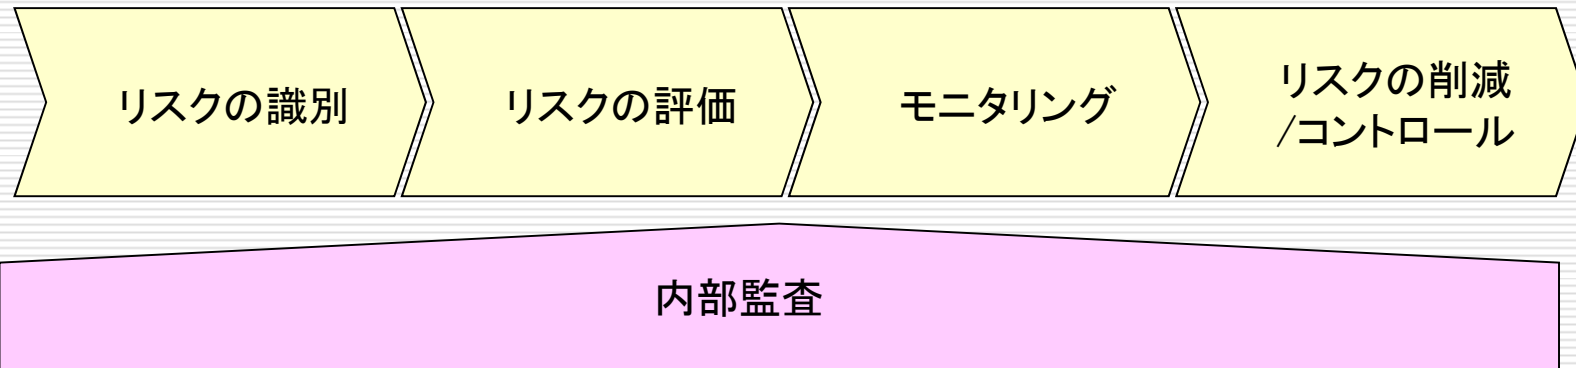 リスクの識別
リスクの評価
モニタリング
リスクの削減
/コントロール
内部監査